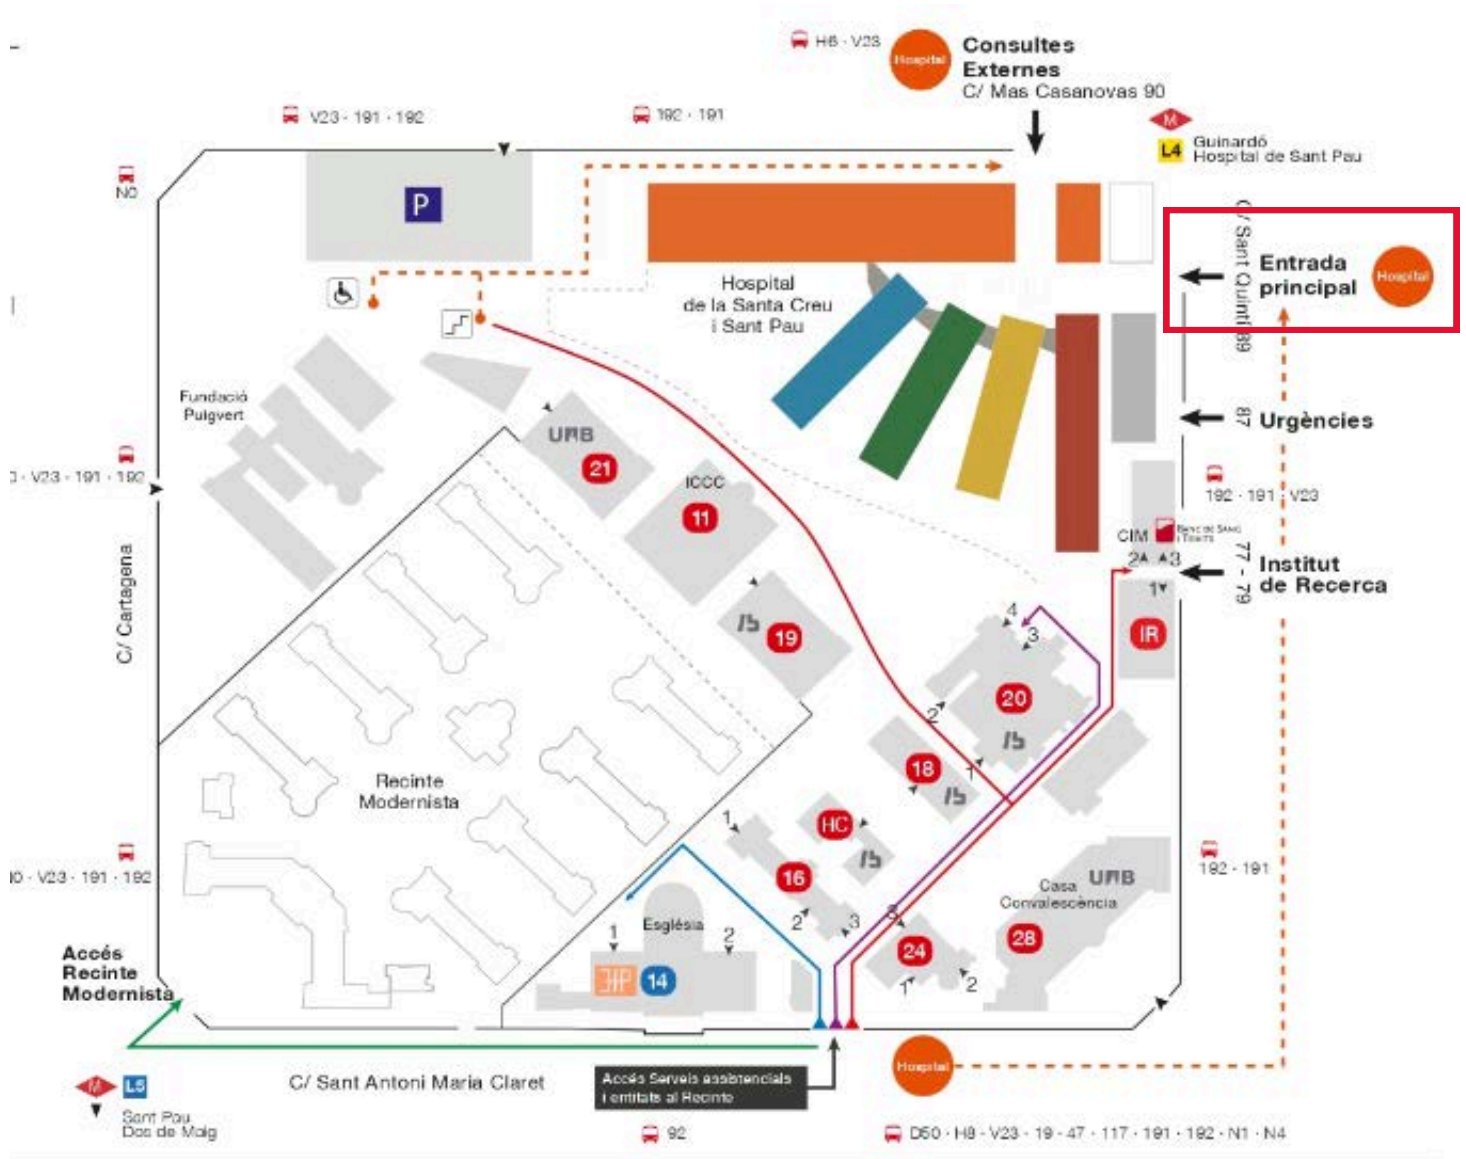 H6 · V23
Hospital
Consultes
Externes
C/ Mas Casanovas 90
V23 · 191 · 192
192 · 191
M
L4
Guinardó
Hospital de Sant Pau
N0
P
C/ Sant Quintí 89
Entrada
principal
Hospital
Hospital
de la Santa Creu
i Sant Pau
Fundació
Puigvert
UAB
21
87
Urgències
ICCC
11
V23 · 191 · 192
192 · 191 · V23
CIM
Banc de Sang
i Teixits
2
3
77 - 79
Institut
de Recerca
1
IR
C/ Cartagena
19
4
3
20
2
1
18
Recinte
Modernista
1
HC
16
2
3
UAB
Casa
Convalescència
28
192 · 191
V23 · 191 · 192
Església
1
2
14
3
24
1
2
Accés
Recinte
Modernista
Hospital
C/ Sant Antoni Maria Claret
Accés Serveis assistencials
i entitats al Recinte
M
L5
Sant Pau
Dos de Maig
92
D50 · H8 · V23 · 19 · 47 · 117 · 191 · 192 · N1 · N4